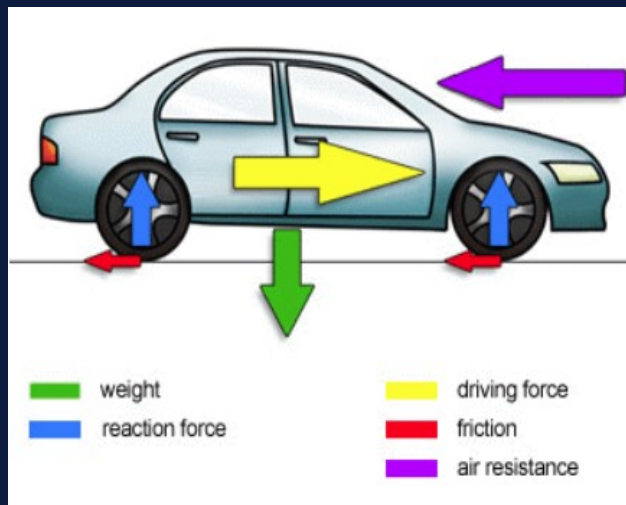 weight
reaction force
driving force
friction
air resistance